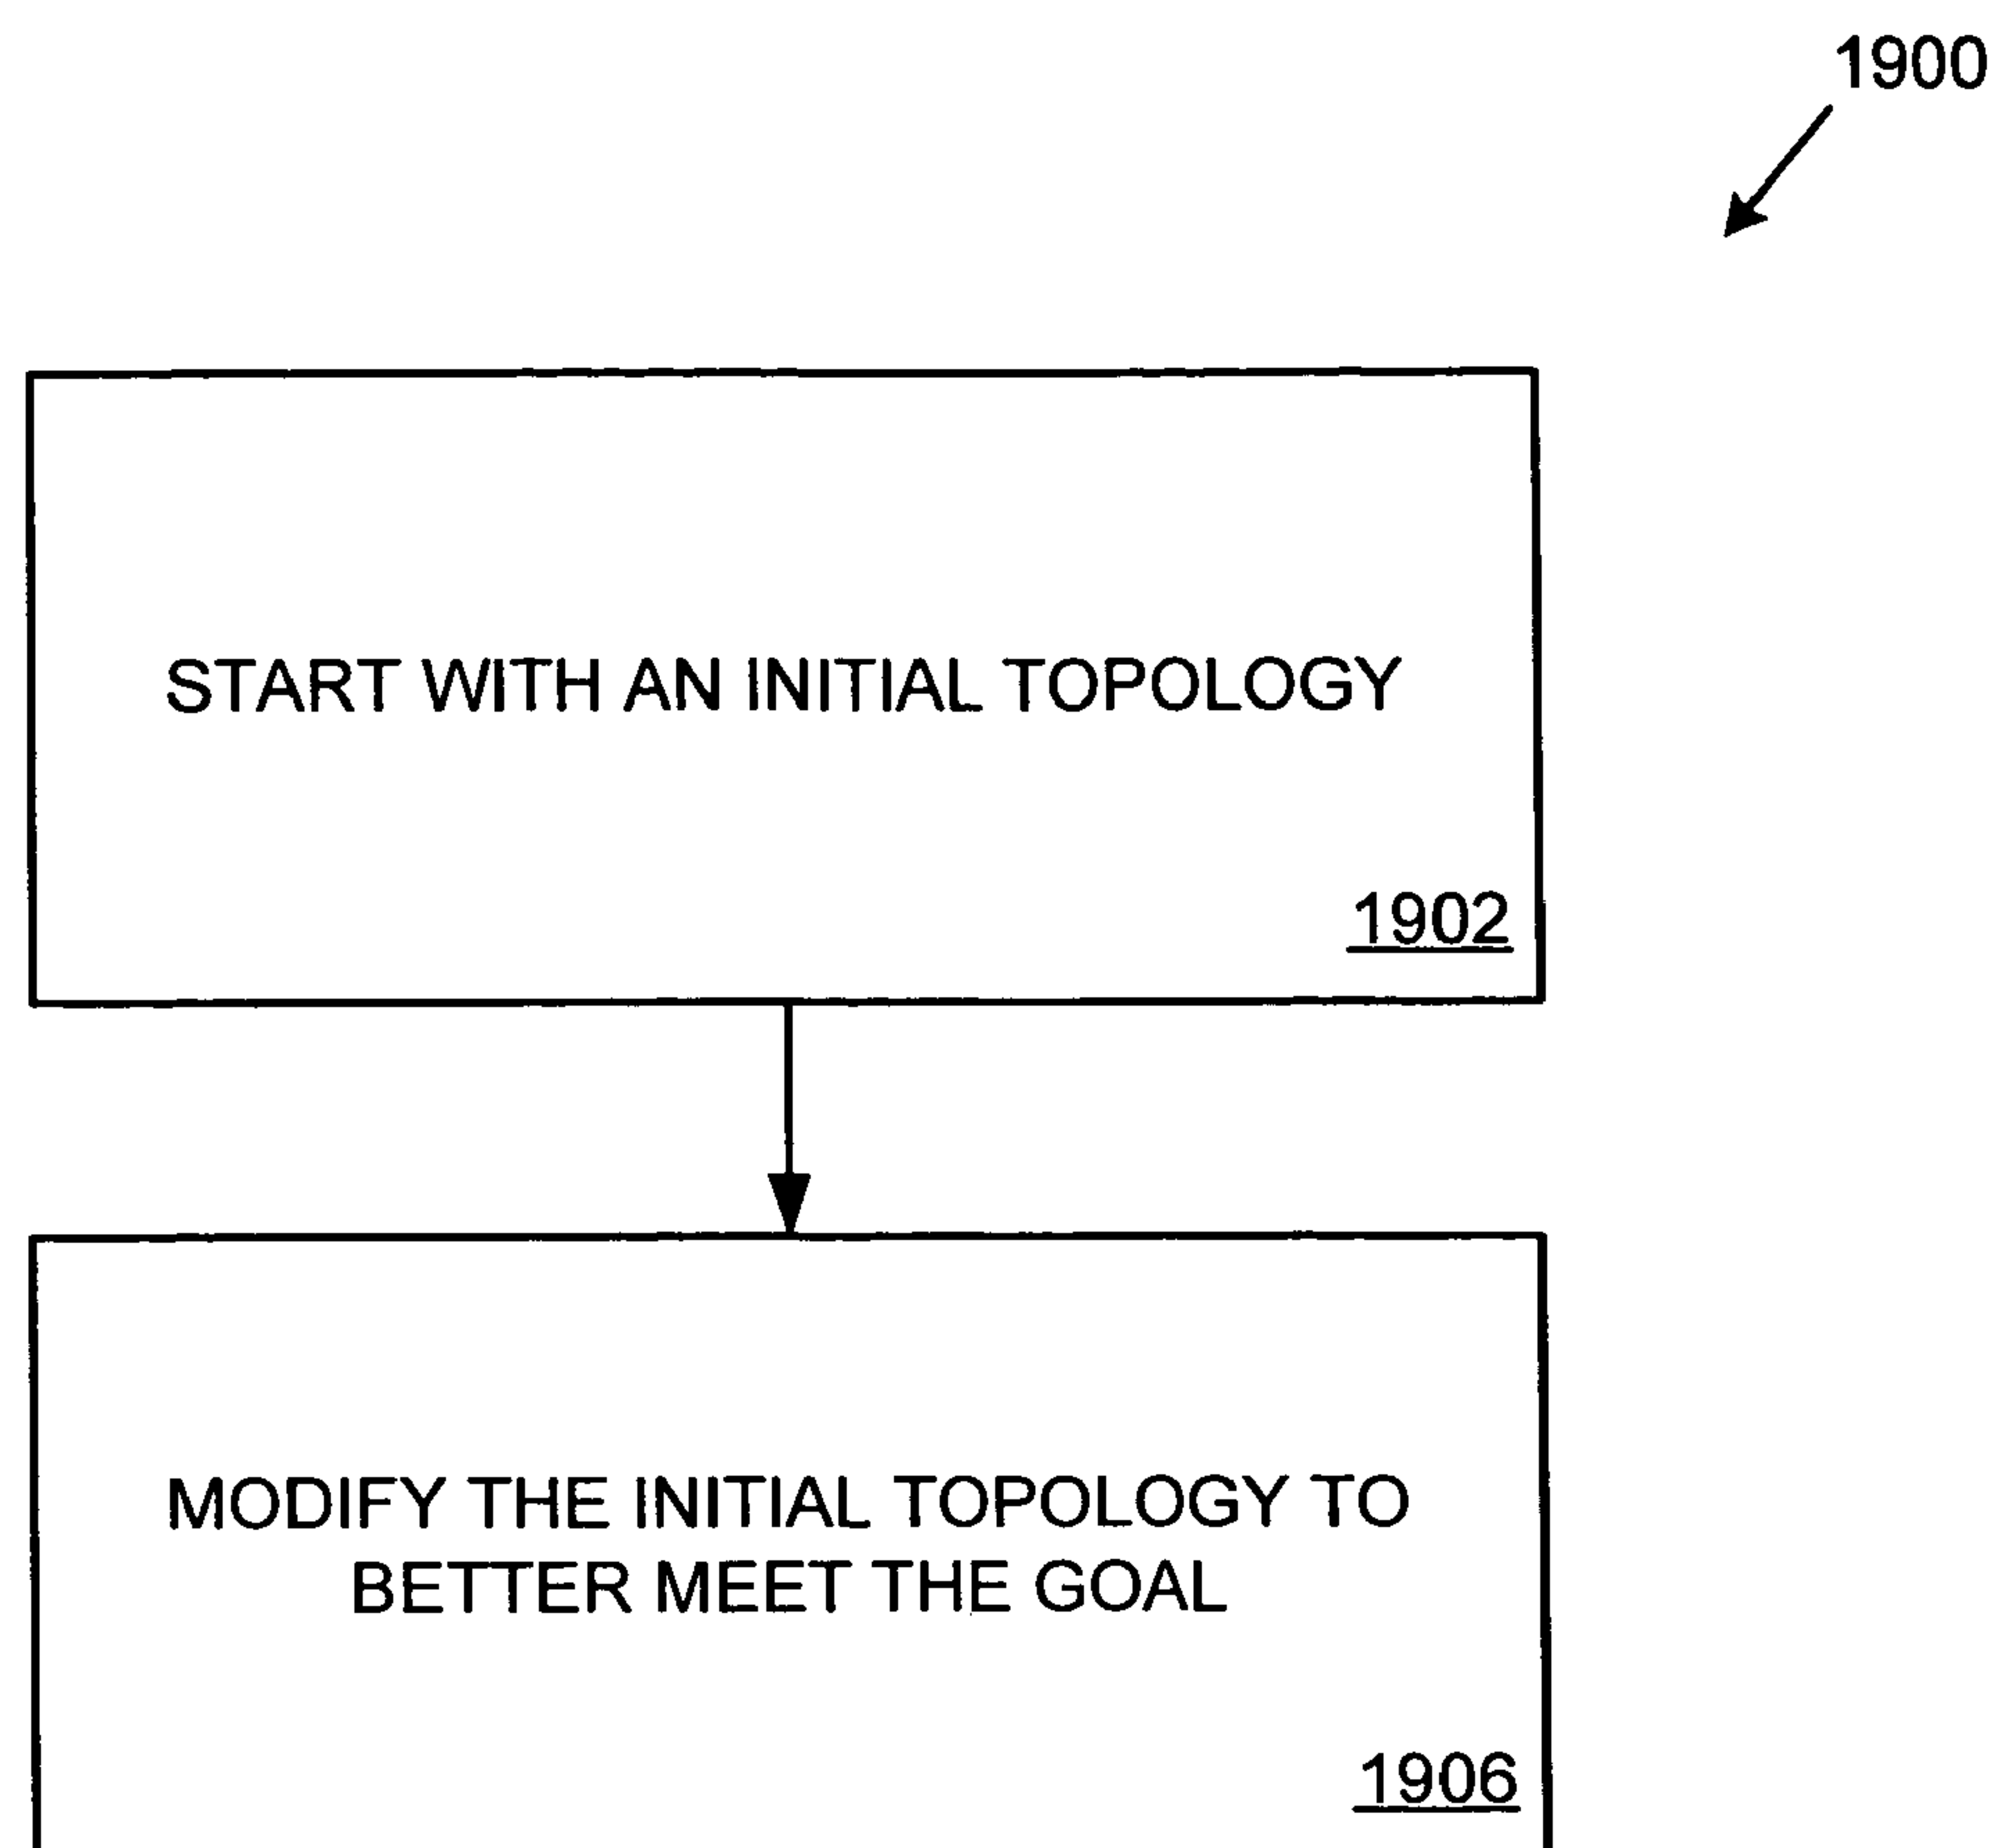 1900
START WITH AN INITIAL TOPOLOGY
1902
MODIFY THE INITIAL TOPOLOGY TO
BETTER MEET THE GOAL
1906